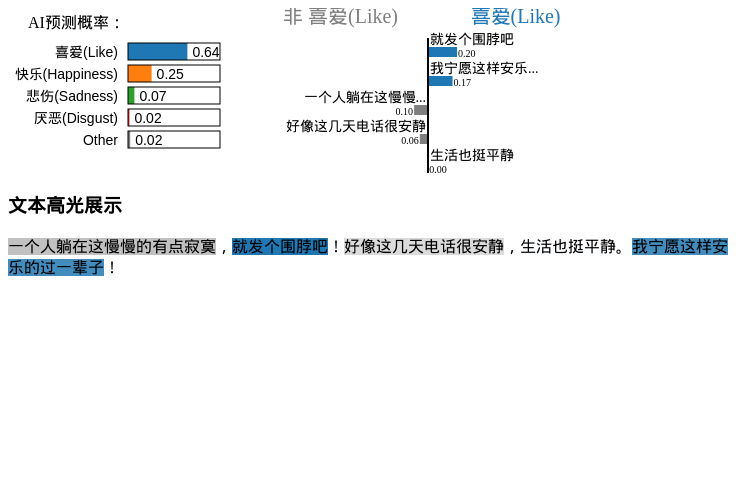 AI预测概率：
喜爱(Like) 0.64
快乐(Happiness) 0.25
悲伤(Sadness) 0.07
厌恶(Disgust) 0.02
Other 0.02
非 喜爱(Like) 喜爱(Like)
就发个围脖吧
0.20
我宁愿这样安乐...
0.17
一个人躺在这慢慢...
0.10
好像这几天电话很安静
0.06
生活也挺平静
0.00
文本高光展示
一个人躺在这慢慢的有点寂寞，就发个围脖吧！好像这几天电话很安静，生活也挺平静。我宁愿这样安
乐的过一辈子！